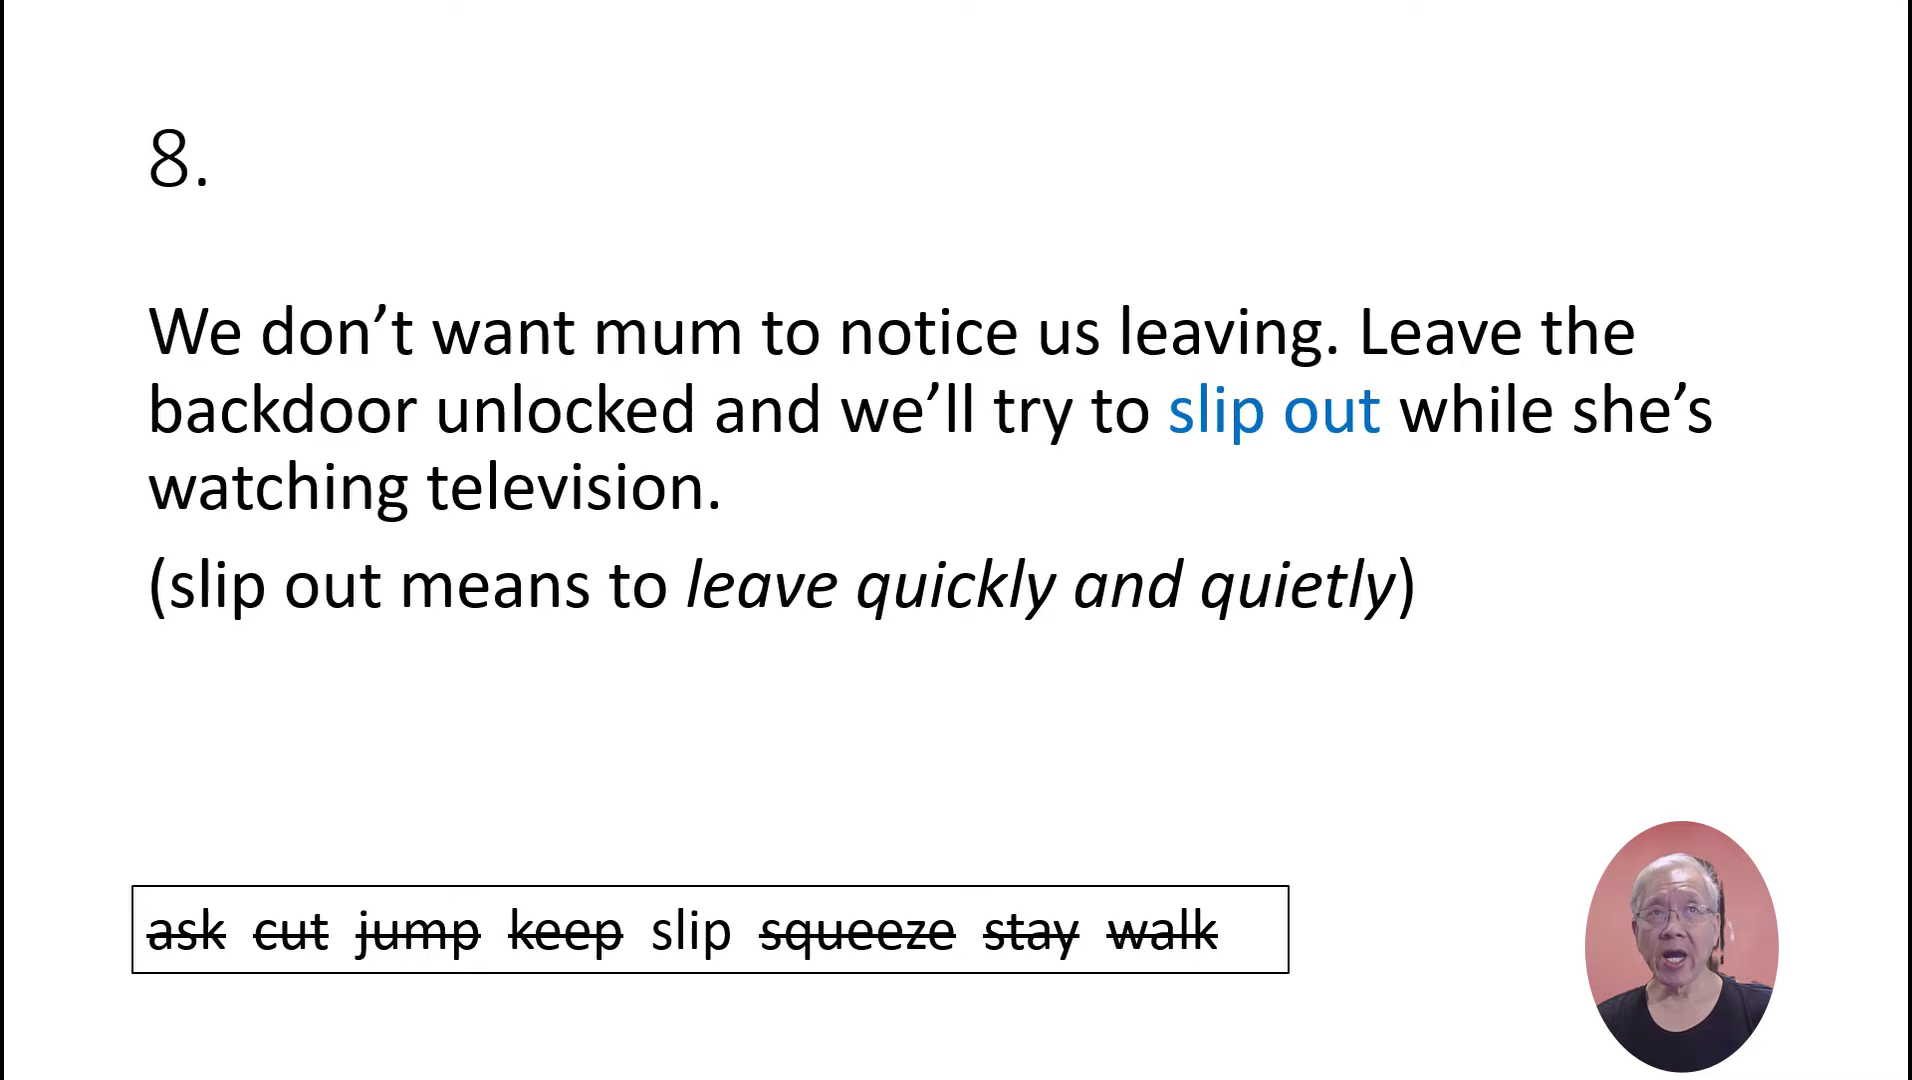 8.
We don’t want mum to notice us leaving. Leave the
backdoor unlocked and we’ll try to slip out while she’s
watching television.
(slip out means to leave quickly and quietly)
ask cut jump keep slip squeeze stay walk